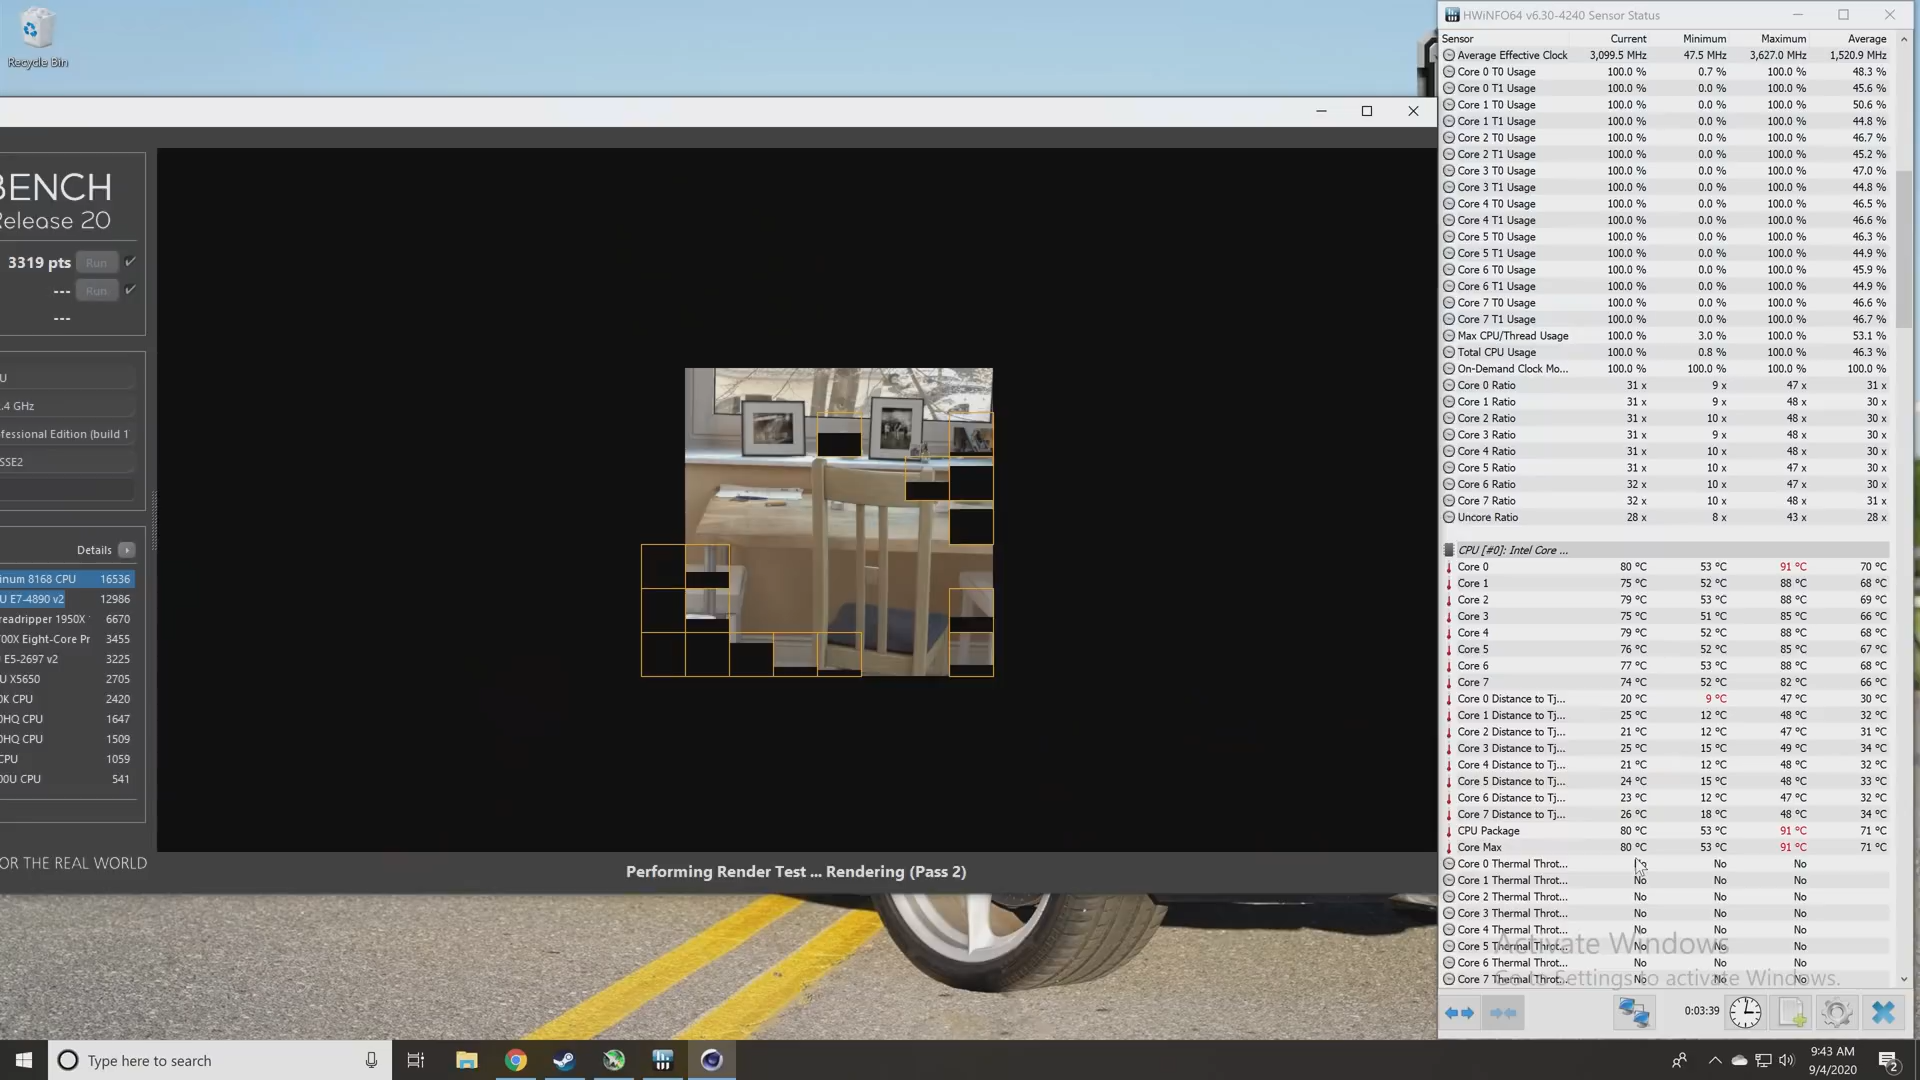 Recycle Bin
BENCH
Release 20
3319 pts Run
--- Run
---
U
.4 GHz
fessional Edition (build 1
SSE2
Details
inum 8168 CPU 16536
U E7-4890 v2 12986
readripper 1950X 6670
00X Eight-Core Pr 3455
U E5-2697 v2 3225
U X5650 2705
0K CPU 2420
0HQ CPU 1647
0HQ CPU 1509
CPU 1059
00U CPU 541
OR THE REAL WORLD
Performing Render Test ... Rendering (Pass 2)
HWiNFO64 v6.30-4240 Sensor Status
Sensor Current Minimum Maximum Average
Average Effective Clock 3,099.5 MHz 47.5 MHz 3,627.0 MHz 1,520.9 MHz
Core 0 T0 Usage 100.0 % 0.7 % 100.0 % 48.3 %
Core 0 T1 Usage 100.0 % 0.0 % 100.0 % 45.6 %
Core 1 T0 Usage 100.0 % 0.0 % 100.0 % 50.6 %
Core 1 T1 Usage 100.0 % 0.0 % 100.0 % 44.8 %
Core 2 T0 Usage 100.0 % 0.0 % 100.0 % 46.7 %
Core 2 T1 Usage 100.0 % 0.0 % 100.0 % 45.2 %
Core 3 T0 Usage 100.0 % 0.0 % 100.0 % 47.0 %
Core 3 T1 Usage 100.0 % 0.0 % 100.0 % 44.8 %
Core 4 T0 Usage 100.0 % 0.0 % 100.0 % 46.5 %
Core 4 T1 Usage 100.0 % 0.0 % 100.0 % 46.6 %
Core 5 T0 Usage 100.0 % 0.0 % 100.0 % 46.3 %
Core 5 T1 Usage 100.0 % 0.0 % 100.0 % 44.9 %
Core 6 T0 Usage 100.0 % 0.0 % 100.0 % 45.9 %
Core 6 T1 Usage 100.0 % 0.0 % 100.0 % 44.9 %
Core 7 T0 Usage 100.0 % 0.0 % 100.0 % 46.6 %
Core 7 T1 Usage 100.0 % 0.0 % 100.0 % 46.7 %
Max CPU/Thread Usage 100.0 % 3.0 % 100.0 % 53.1 %
Total CPU Usage 100.0 % 0.8 % 100.0 % 46.3 %
On-Demand Clock Mo... 100.0 % 100.0 % 100.0 % 100.0 %
Core 0 Ratio 31 x 9 x 47 x 31 x
Core 1 Ratio 31 x 9 x 48 x 30 x
Core 2 Ratio 31 x 10 x 48 x 30 x
Core 3 Ratio 31 x 9 x 48 x 30 x
Core 4 Ratio 31 x 10 x 48 x 30 x
Core 5 Ratio 31 x 10 x 47 x 30 x
Core 6 Ratio 32 x 10 x 47 x 30 x
Core 7 Ratio 32 x 10 x 48 x 31 x
Uncore Ratio 28 x 8 x 43 x 28 x
CPU [#0]: Intel Core ...
Core 0 80 °C 53 °C 91 °C 70 °C
Core 1 75 °C 52 °C 88 °C 68 °C
Core 2 79 °C 53 °C 88 °C 69 °C
Core 3 75 °C 51 °C 85 °C 66 °C
Core 4 79 °C 52 °C 88 °C 68 °C
Core 5 76 °C 52 °C 85 °C 67 °C
Core 6 77 °C 53 °C 88 °C 68 °C
Core 7 74 °C 52 °C 82 °C 66 °C
Core 0 Distance to Tj... 20 °C 9 °C 47 °C 30 °C
Core 1 Distance to Tj... 25 °C 12 °C 48 °C 32 °C
Core 2 Distance to Tj... 21 °C 12 °C 47 °C 31 °C
Core 3 Distance to Tj... 25 °C 15 °C 49 °C 34 °C
Core 4 Distance to Tj... 21 °C 12 °C 48 °C 32 °C
Core 5 Distance to Tj... 24 °C 15 °C 48 °C 33 °C
Core 6 Distance to Tj... 23 °C 12 °C 47 °C 32 °C
Core 7 Distance to Tj... 26 °C 18 °C 48 °C 34 °C
CPU Package 80 °C 53 °C 91 °C 71 °C
Core Max 80 °C 53 °C 91 °C 71 °C
Core 0 Thermal Throt... No No No
Core 1 Thermal Throt... No No No
Core 2 Thermal Throt... No No No
Core 3 Thermal Throt... No No No
Core 4 Thermal Throt... No No No
Core 5 Thermal Throt... No No No
Core 6 Thermal Throt... No No No
Core 7 Thermal Throt... No No No
Activate Windows
Go to Settings to activate Windows.
0:03:39
Type here to search
9:43 AM
9/4/2020
2